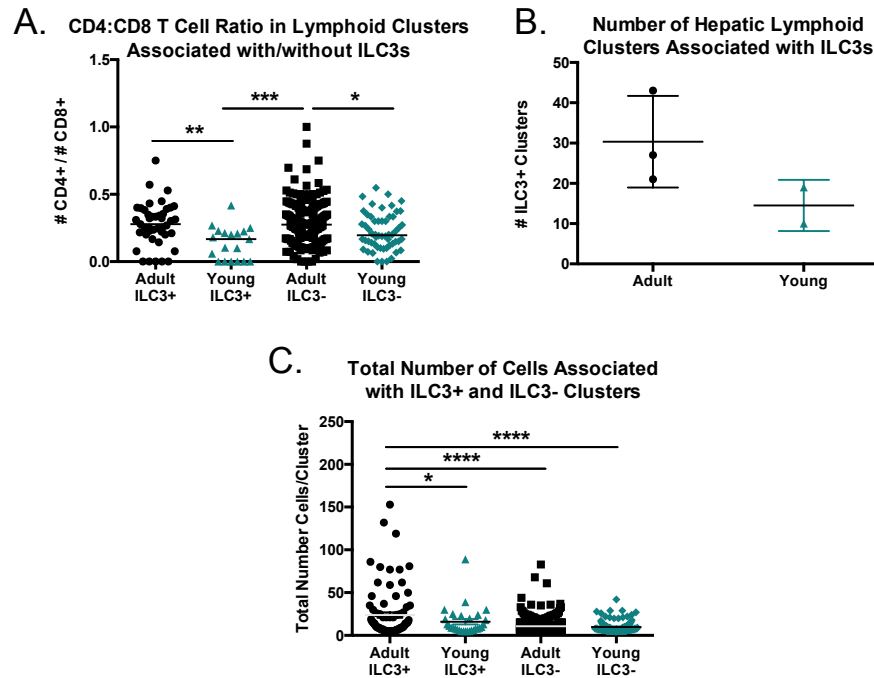 A.
CD4:CD8 T Cell Ratio in Lymphoid Clusters
Associated with/without ILC3s
# CD4+ / # CD8+
1.5
1.0
0.5
0.0
**
***
*
Adult
ILC3+
Young
ILC3+
Adult
ILC3-
Young
ILC3-
B.
Number of Hepatic Lymphoid
Clusters Associated with ILC3s
# ILC3+ Clusters
50
40
30
20
10
0
Adult
Young
C.
Total Number of Cells Associated
with ILC3+ and ILC3- Clusters
Total Number Cells/Cluster
250
200
150
100
50
0
****
****
*
Adult
ILC3+
Young
ILC3+
Adult
ILC3-
Young
ILC3-